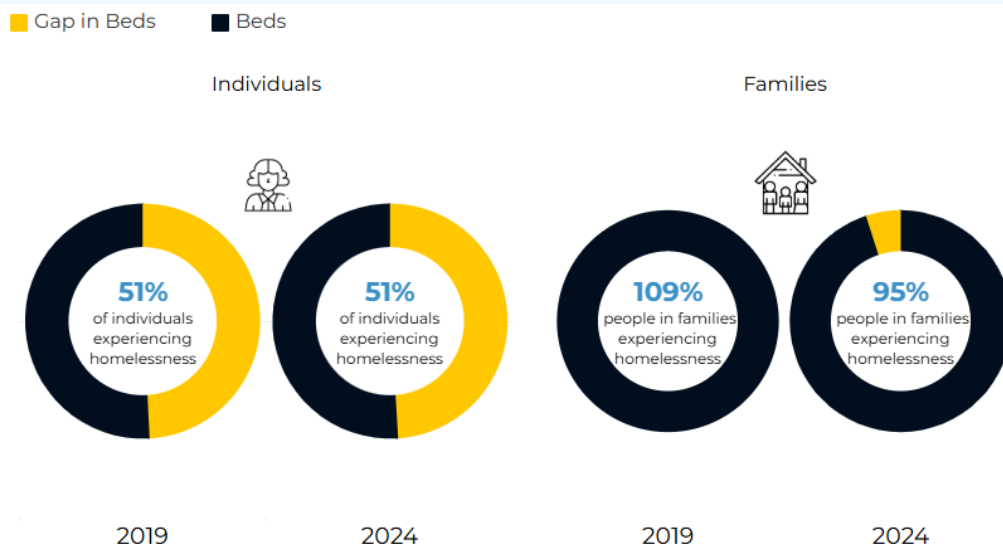 Gap in Beds
Beds
Individuals
Families
51%
of individuals
experiencing
homelessness
51%
of individuals
experiencing
homelessness
109%
people in families
experiencing
homelessness
95%
people in families
experiencing
homelessness
2019
2024
2019
2024